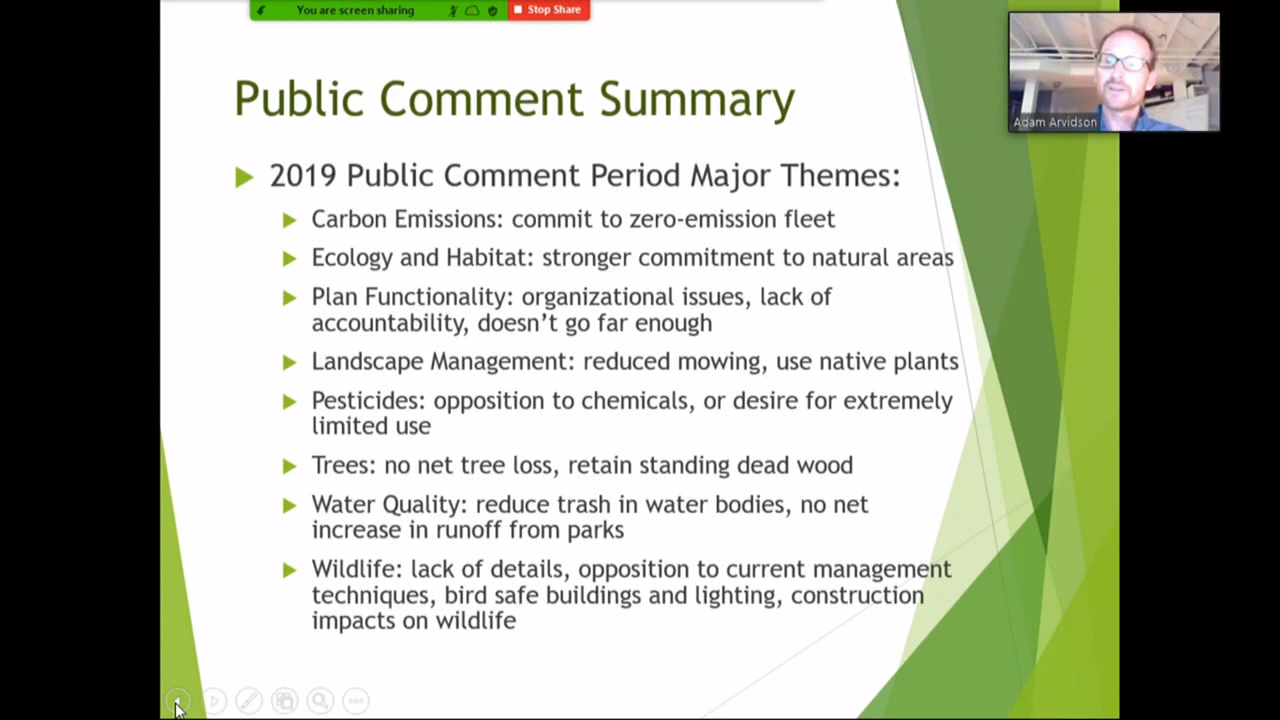 You are screen sharing
Stop Share
Adam Arvidson
Public Comment Summary
2019 Public Comment Period Major Themes:
Carbon Emissions: commit to zero-emission fleet
Ecology and Habitat: stronger commitment to natural areas
Plan Functionality: organizational issues, lack of
accountability, doesn't go far enough
Landscape Management: reduced mowing, use native plants
Pesticides: opposition to chemicals, or desire for extremely
limited use
Trees: no net tree loss, retain standing dead wood
Water Quality: reduce trash in water bodies, no net
increase in runoff from parks
Wildlife: lack of details, opposition to current management
techniques, bird safe buildings and lighting, construction
impacts on wildlife